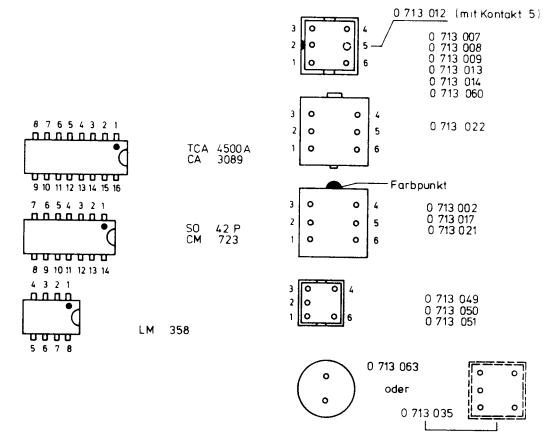 0 713 012 (mit Kontakt 5)
3 4
2 5
1 6
0 713 007
0 713 008
0 713 009
0 713 013
0 713 014
0 713 060
3 4
2 5
1 6
0 713 022
8 7 6 5 4 3 2 1
9 10 11 12 13 14 15 16
TCA 4500A
CA 3089
Farbpunkt
3 4
2 5
1 6
0 713 002
0 713 017
0 713 021
7 6 5 4 3 2 1
8 9 10 11 12 13 14
SO 42 P
CM 723
4 3 2 1
5 6 7 8
LM 358
3 4
2
1 6
0 713 049
0 713 050
0 713 051
0 713 063
oder
0 713 035